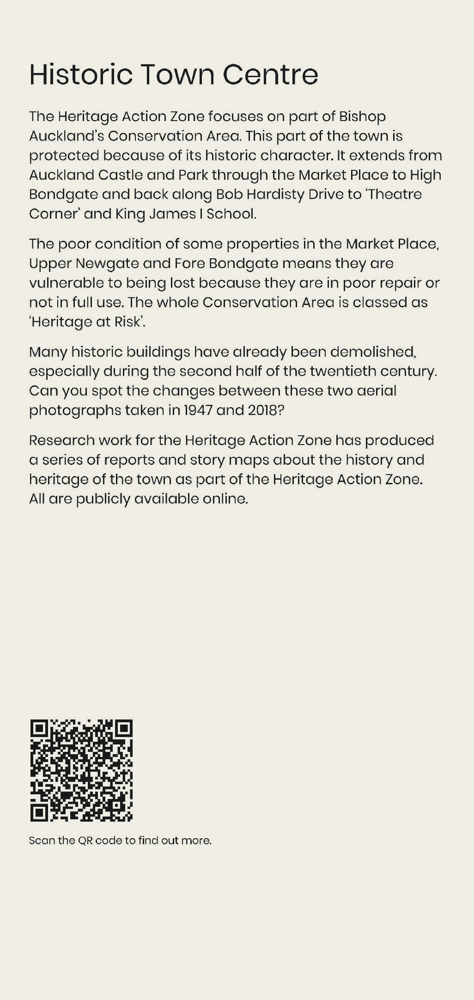 Historic Town Centre
The Heritage Action Zone focuses on part of Bishop
Auckland’s Conservation Area. This part of the town is
protected because of its historic character. It extends from
Auckland Castle and Park through the Market Place to High
Bondgate and back along Bob Hardisty Drive to ‘Theatre
Corner’ and King James I School.
The poor condition of some properties in the Market Place,
Upper Newgate and Fore Bondgate means they are
vulnerable to being lost because they are in poor repair or
not in full use. The whole Conservation Area is classed as
‘Heritage at Risk’.
Many historic buildings have already been demolished,
especially during the second half of the twentieth century.
Can you spot the changes between these two aerial
photographs taken in 1947 and 2018?
Research work for the Heritage Action Zone has produced
a series of reports and story maps about the history and
heritage of the town as part of the Heritage Action Zone.
All are publicly available online.
Scan the QR code to find out more.